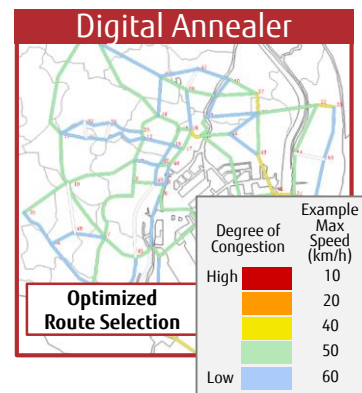 Digital Annealer
Optimized
Route Selection
Example
Max
Speed
(km/h)
Degree of
Congestion
High 10
20
40
50
Low 60